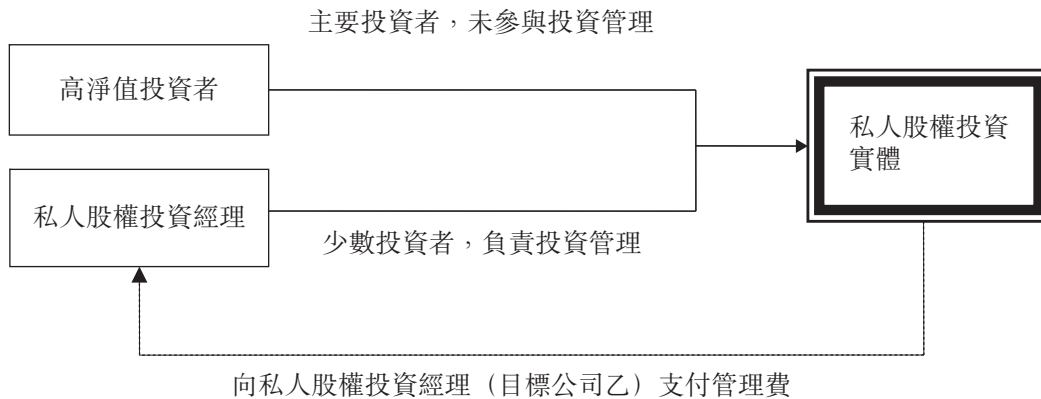 主要投資者，未參與投資管理
高淨值投資者
私人股權投資
實體
私人股權投資經理
少數投資者，負責投資管理
向私人股權投資經理（目標公司乙）支付管理費